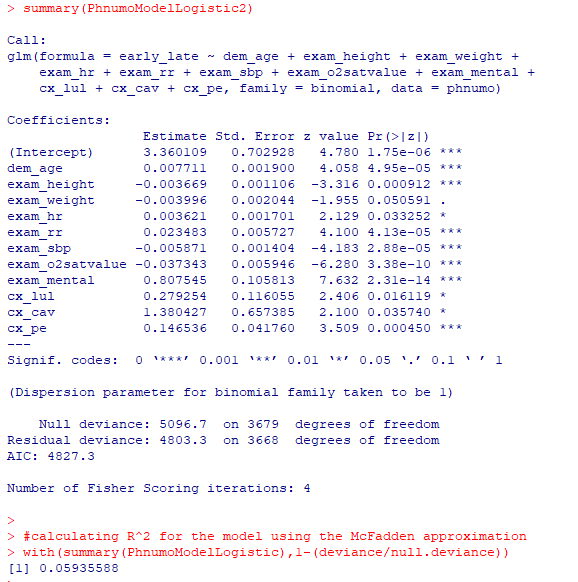 > summary(PhnumoModelLogistic2)
Call:
glm(formula = early_late ~ dem_age + exam_height + exam_weight +
    exam_hr + exam_rr + exam_sbp + exam_o2satvalue + exam_mental +
    cx_lul + cx_cav + cx_pe, family = binomial, data = phnumo)
Coefficients:
                 Estimate Std. Error z value Pr(>|z|)
(Intercept)      3.360109   0.702928   4.780 1.75e-06 ***
dem_age          0.007711   0.001900   4.058 4.95e-05 ***
exam_height     -0.003669   0.001106  -3.316 0.000912 ***
exam_weight     -0.003996   0.002044  -1.955 0.050591 .
exam_hr          0.003621   0.001701   2.129 0.033252 *
exam_rr          0.023483   0.005727   4.100 4.13e-05 ***
exam_sbp        -0.005871   0.001404  -4.183 2.88e-05 ***
exam_o2satvalue -0.037343   0.005946  -6.280 3.38e-10 ***
exam_mental      0.807545   0.105813   7.632 2.31e-14 ***
cx_lul           0.279254   0.116055   2.406 0.016119 *
cx_cav           1.380427   0.657385   2.100 0.035740 *
cx_pe            0.146536   0.041760   3.509 0.000450 ***
---
Signif. codes:  0 ‘***’ 0.001 ‘**’ 0.01 ‘*’ 0.05 ‘.’ 0.1 ‘ ’ 1
(Dispersion parameter for binomial family taken to be 1)
    Null deviance: 5096.7  on 3679  degrees of freedom
Residual deviance: 4803.3  on 3668  degrees of freedom
AIC: 4827.3
Number of Fisher Scoring iterations: 4
>
> #calculating R^2 for the model using the McFadden approximation
> with(summary(PhnumoModelLogistic),1-(deviance/null.deviance))
[1] 0.05935588